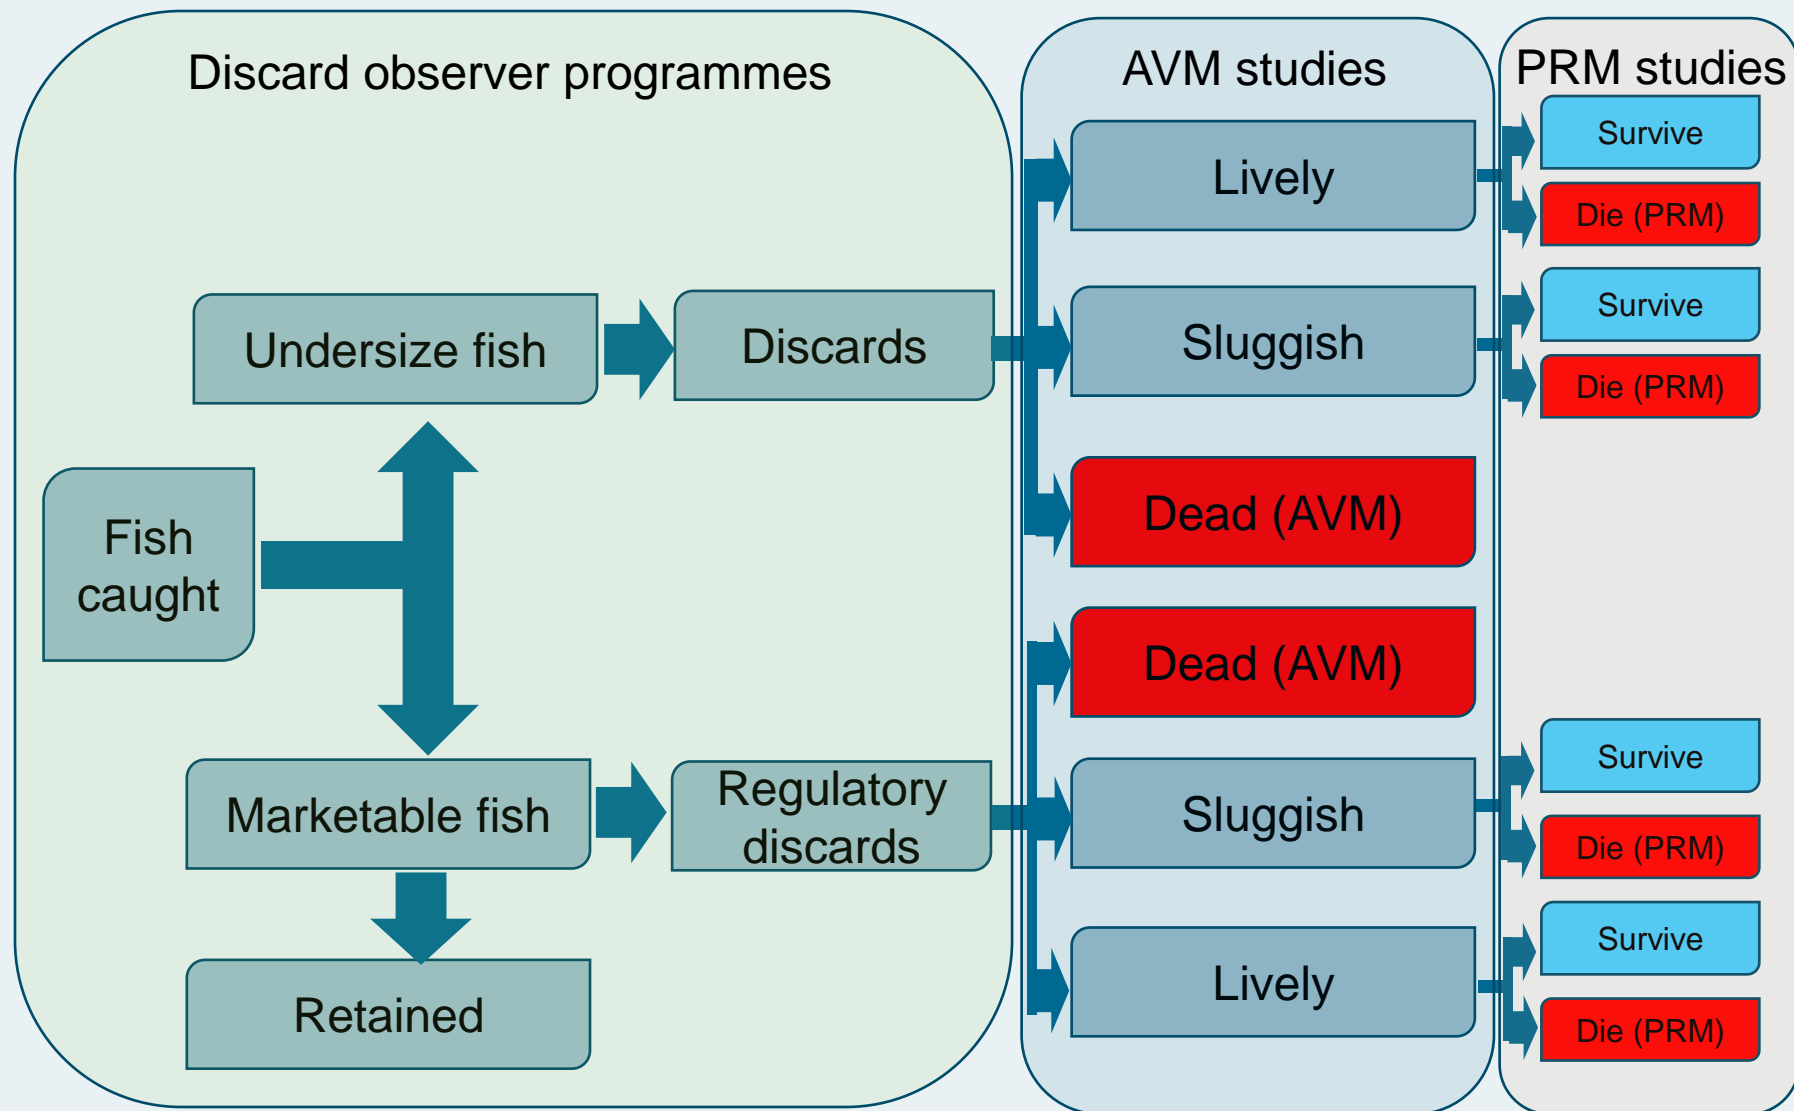 Discard observer programmes
AVM studies
PRM studies
Fish
caught
Undersize fish
Discards
Marketable fish
Regulatory
discards
Retained
Lively
Sluggish
Dead (AVM)
Dead (AVM)
Sluggish
Lively
Survive
Die (PRM)
Survive
Die (PRM)
Survive
Die (PRM)
Survive
Die (PRM)